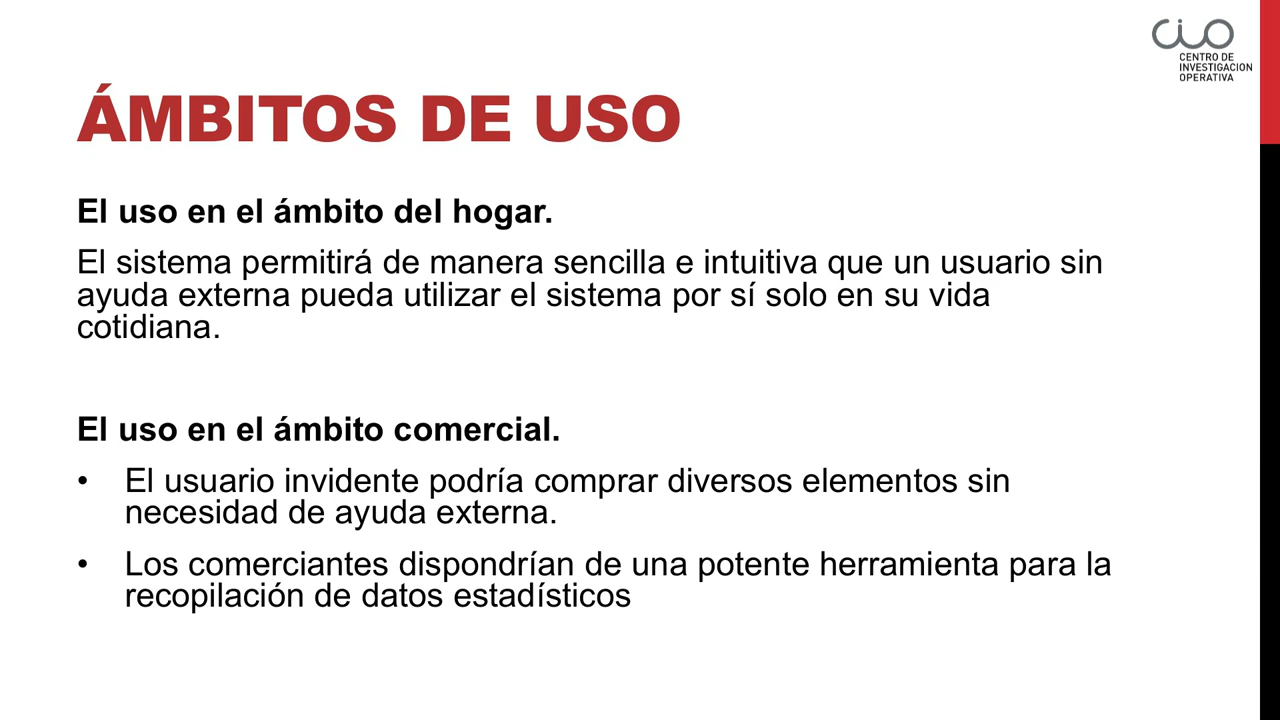 CIO
CENTRO DE
INVESTIGACION
OPERATIVA
ÁMBITOS DE USO
El uso en el ámbito del hogar.
El sistema permitirá de manera sencilla e intuitiva que un usuario sin
ayuda externa pueda utilizar el sistema por sí solo en su vida
cotidiana.
El uso en el ámbito comercial.
• El usuario invidente podría comprar diversos elementos sin
necesidad de ayuda externa.
• Los comerciantes dispondrían de una potente herramienta para la
recopilación de datos estadísticos